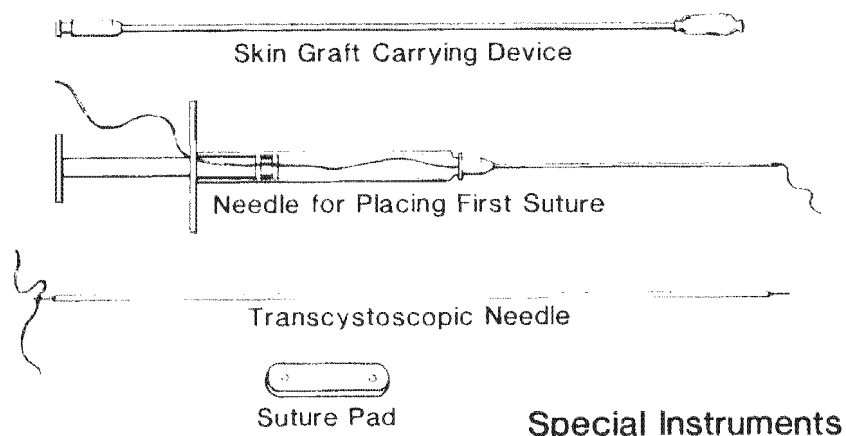 Skin Graft Carrying Device
Needle for Placing First Suture
Transcystoscopic Needle
Suture Pad
Special Instruments